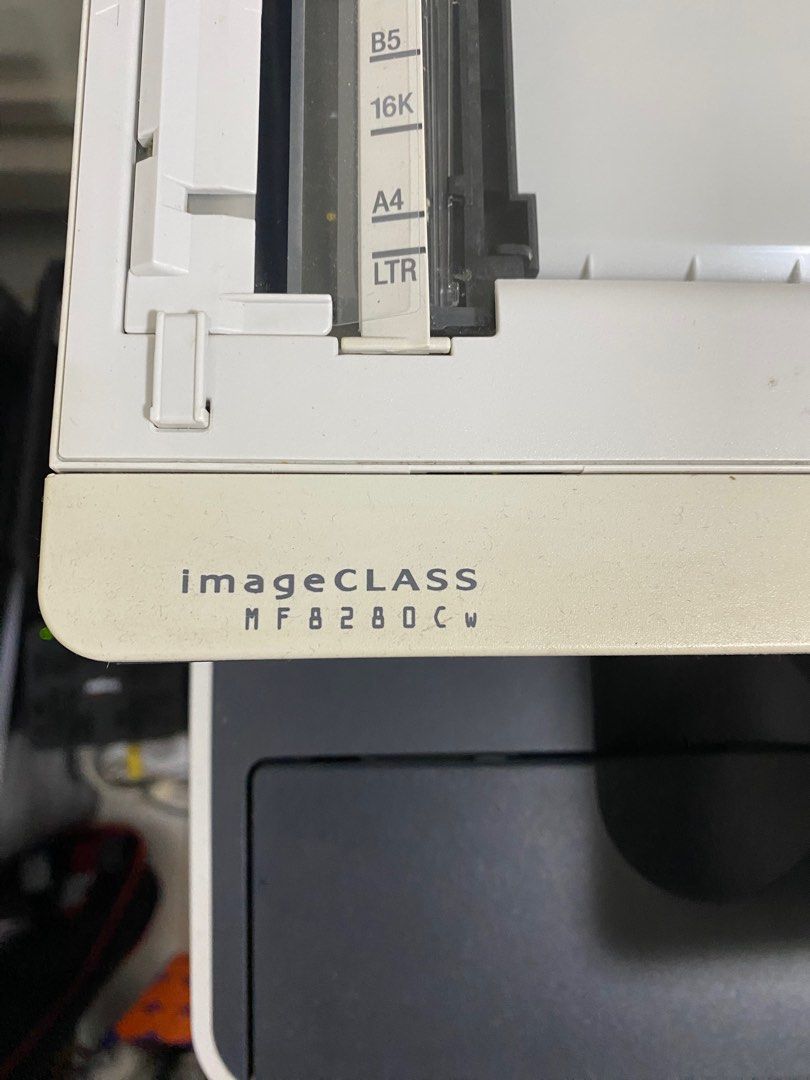 B5
16K
A4
LTR
imageCLASS
MF8280Cw